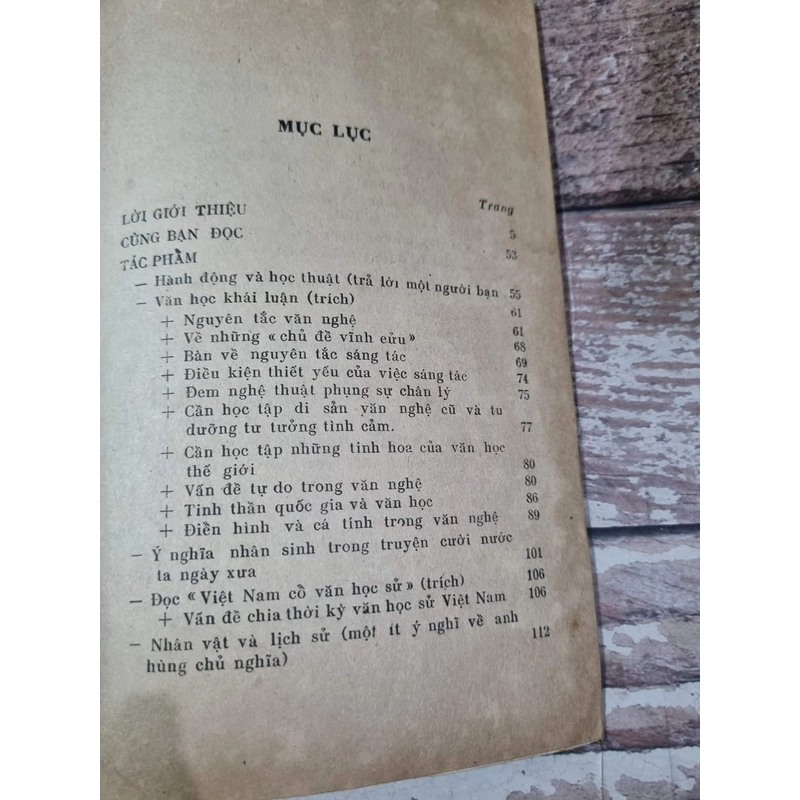 MỤC LỤC
Trang
LỜI GIỚI THIỆU 5
CÙNG BẠN ĐỌC 53
TÁC PHẨM
— Hành động và học thuật (trả lời một người bạn 55
— Văn học khái luận (trích) 61
+ Nguyên tắc văn nghệ 61
+ Về những «chủ đề vĩnh cửu» 68
+ Bàn về nguyên tắc sáng tác 69
+ Điều kiện thiết yếu của việc sáng tác 74
+ Đem nghệ thuật phụng sự chân lý 75
+ Cần học tập di sản văn nghệ cũ và tu
dưỡng tư tưởng tình cảm. 77
+ Cần học tập những tinh hoa của văn học
thế giới 80
+ Vấn đề tự do trong văn nghệ 80
+ Tinh thần quốc gia và văn học 86
+ Điển hình và cá tính trong văn nghệ 89
— Ý nghĩa nhân sinh trong truyện cười nước
ta ngày xưa 101
— Đọc «Việt Nam cổ văn học sử» (trích) 106
+ Vấn đề chia thời kỳ văn học sử Việt Nam 106
— Nhân vật và lịch sử (một ít ý nghĩ về anh
hùng chủ nghĩa) 112